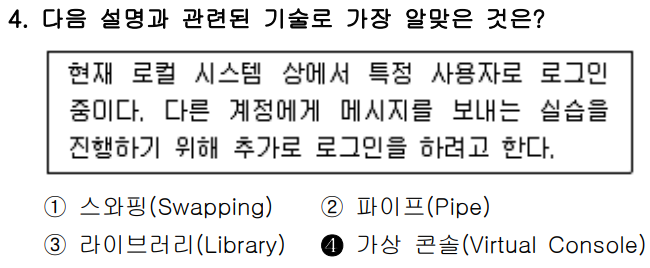 4. 다음 설명과 관련된 기술로 가장 알맞은 것은?
현재 로컬 시스템 상에서 특정 사용자로 로그인
중이다. 다른 계정에게 메시지를 보내는 실습을
진행하기 위해 추가로 로그인을 하려고 한다.
① 스와핑(Swapping) ② 파이프(Pipe)
③ 라이브러리(Library) ❹ 가상 콘솔(Virtual Console)